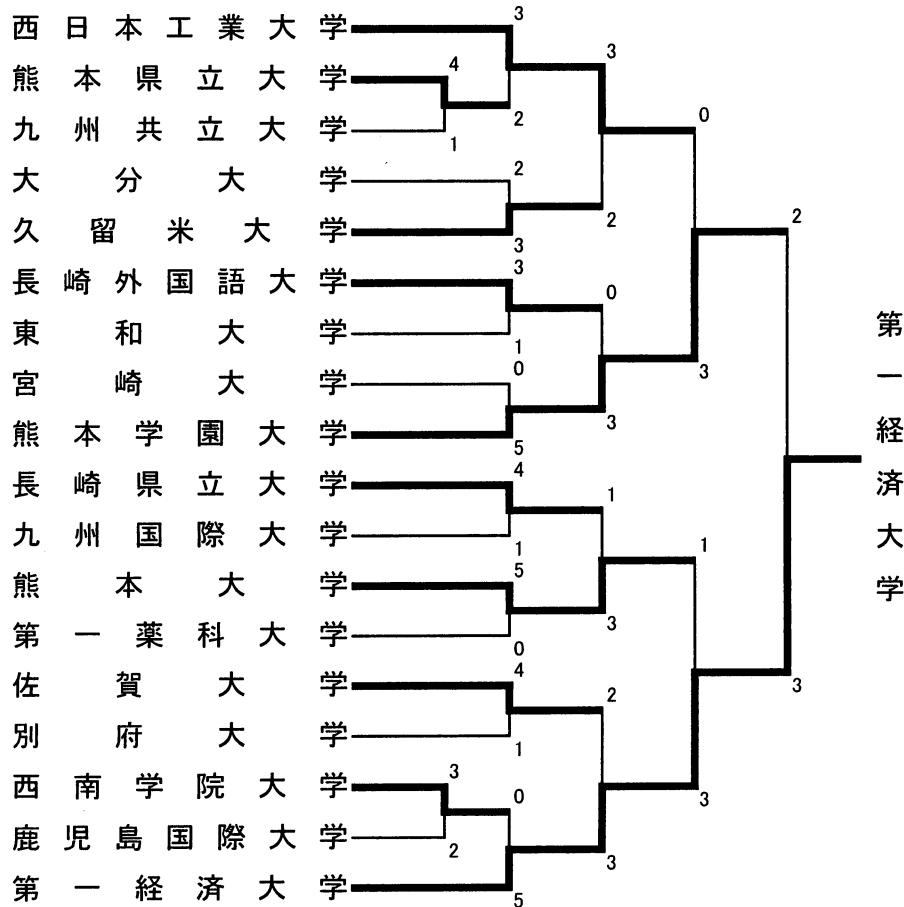 西日本工業大学
熊本県立大学
九州共立大学
大分大学
久留米大学
長崎外国語大学
東和大学
宮崎大学
熊本学園大学
長崎県立大学
九州国際大学
熊本大学
第一薬科大学
佐賀大学
別府大学
西南学院大学
鹿児島国際大学
第一経済大学
4
1
3
2
3
2
2
3
3
1
0
5
4
1
5
0
4
1
0
5
3
2
3
2
0
3
1
3
2
3
0
3
1
3
2
3
第一経済大学